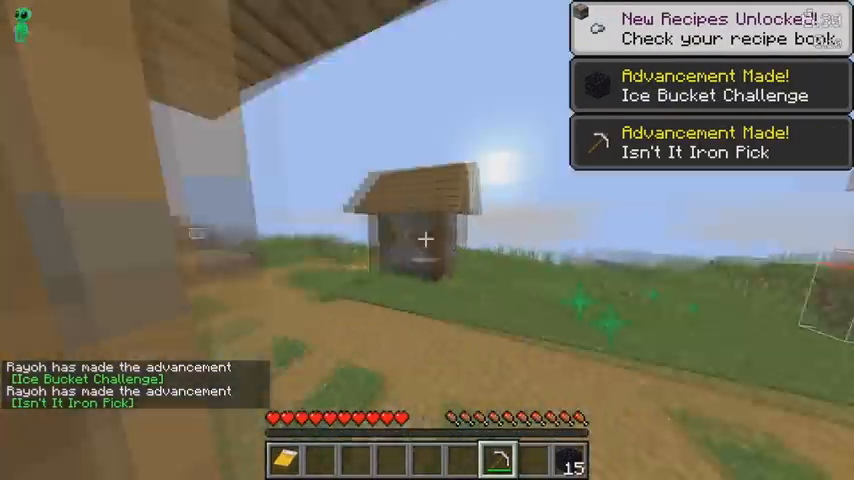 New Recipes Unlocked!
Check your recipe book
Advancement Made!
Ice Bucket Challenge
Advancement Made!
Isn't It Iron Pick
Rayoh has made the advancement
[Ice Bucket Challenge]
Rayoh has made the advancement
[Isn't It Iron Pick]
15